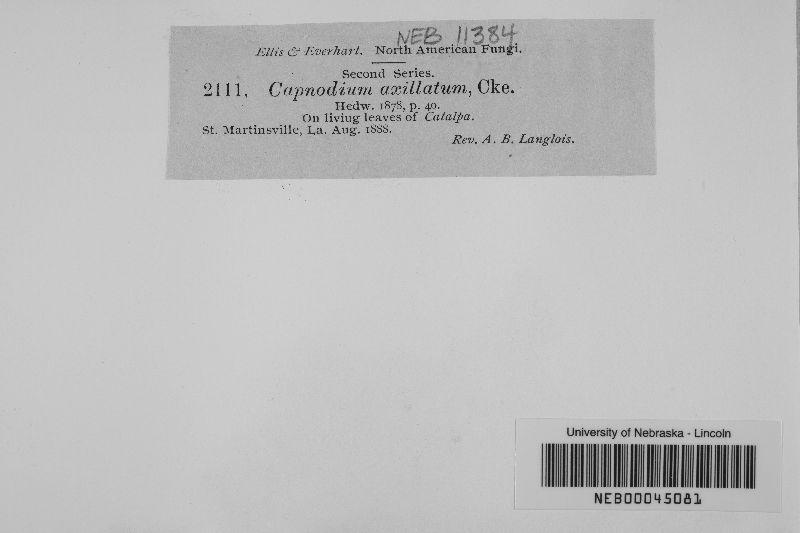 NEB 11384
Ellis & Everhart. North American Fungi.
Second Series.
2111. Capnodium axillatum, Cke.
Hedw. 1878, p. 40.
On living leaves of Catalpa.
St. Martinsville, La. Aug. 1888.
Rev. A. B. Langlois.
University of Nebraska - Lincoln
NEB00045081